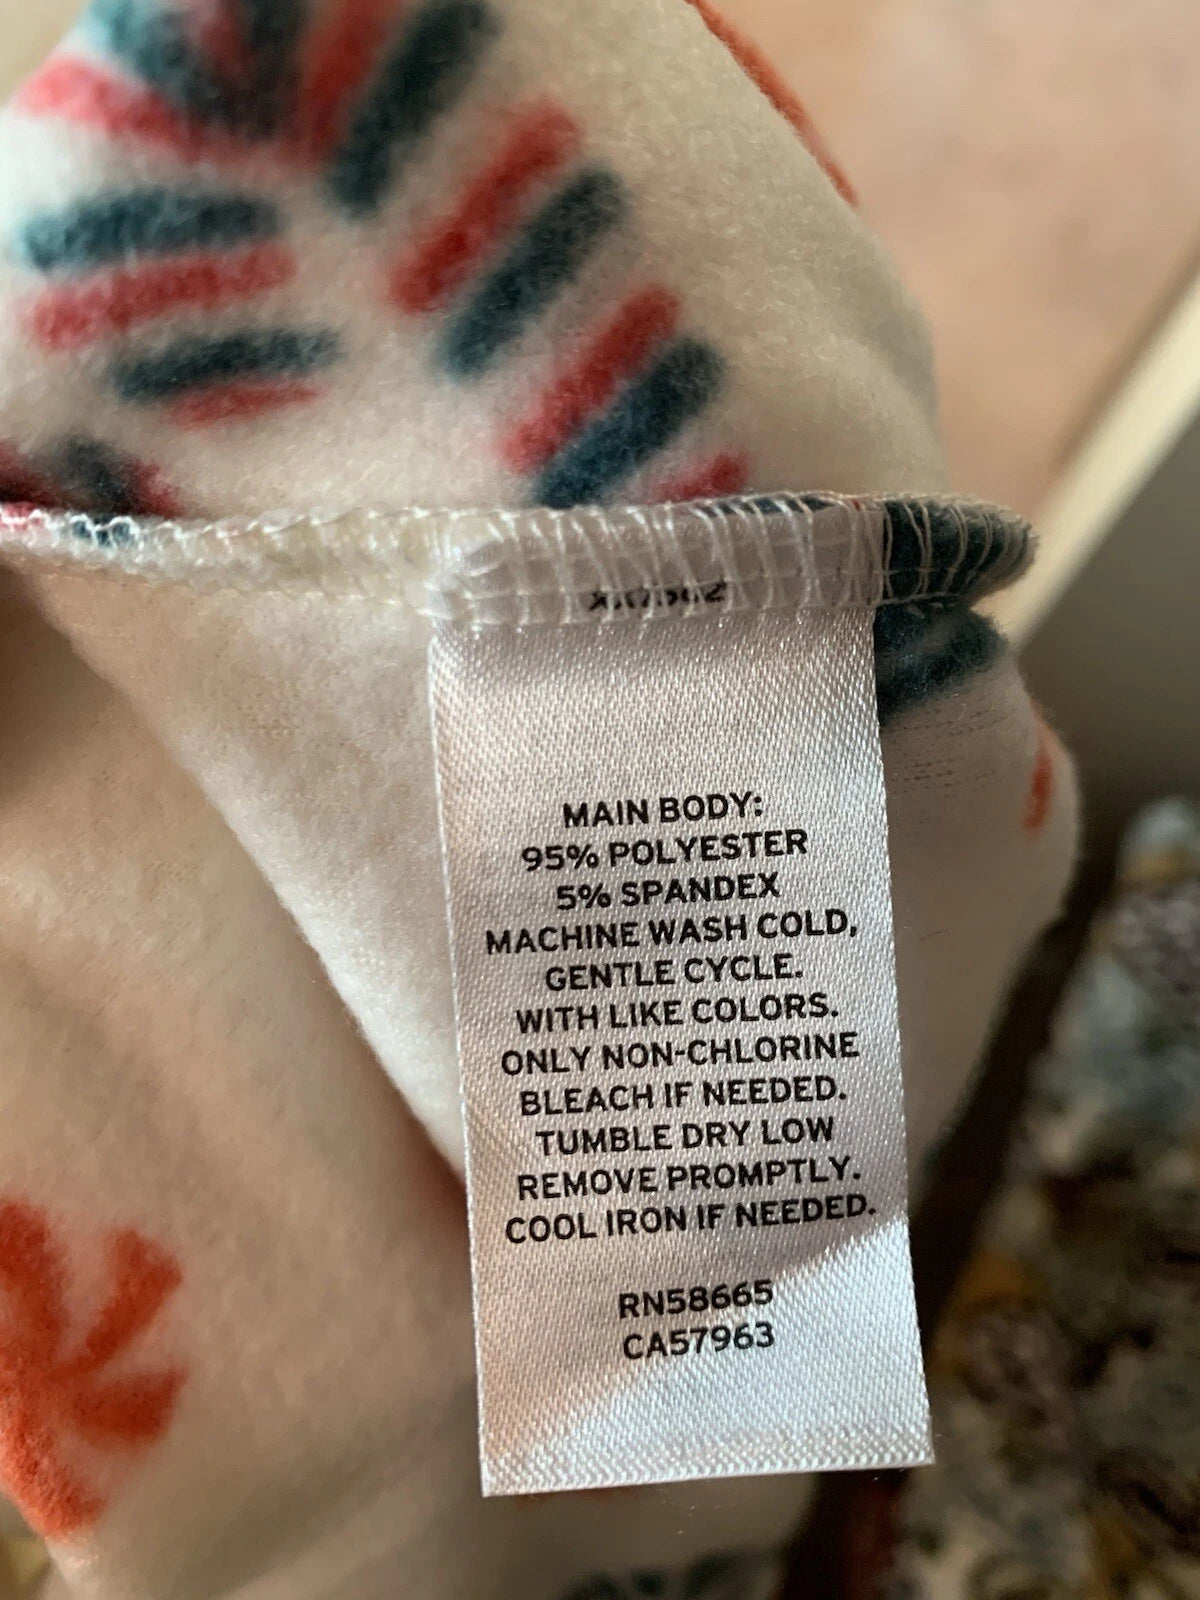 MAIN BODY:
95% POLYESTER
5% SPANDEX
MACHINE WASH COLD,
GENTLE CYCLE.
WITH LIKE COLORS.
ONLY NON-CHLORINE
BLEACH IF NEEDED.
TUMBLE DRY LOW
REMOVE PROMPTLY.
COOL IRON IF NEEDED.
RN58665
CA57963